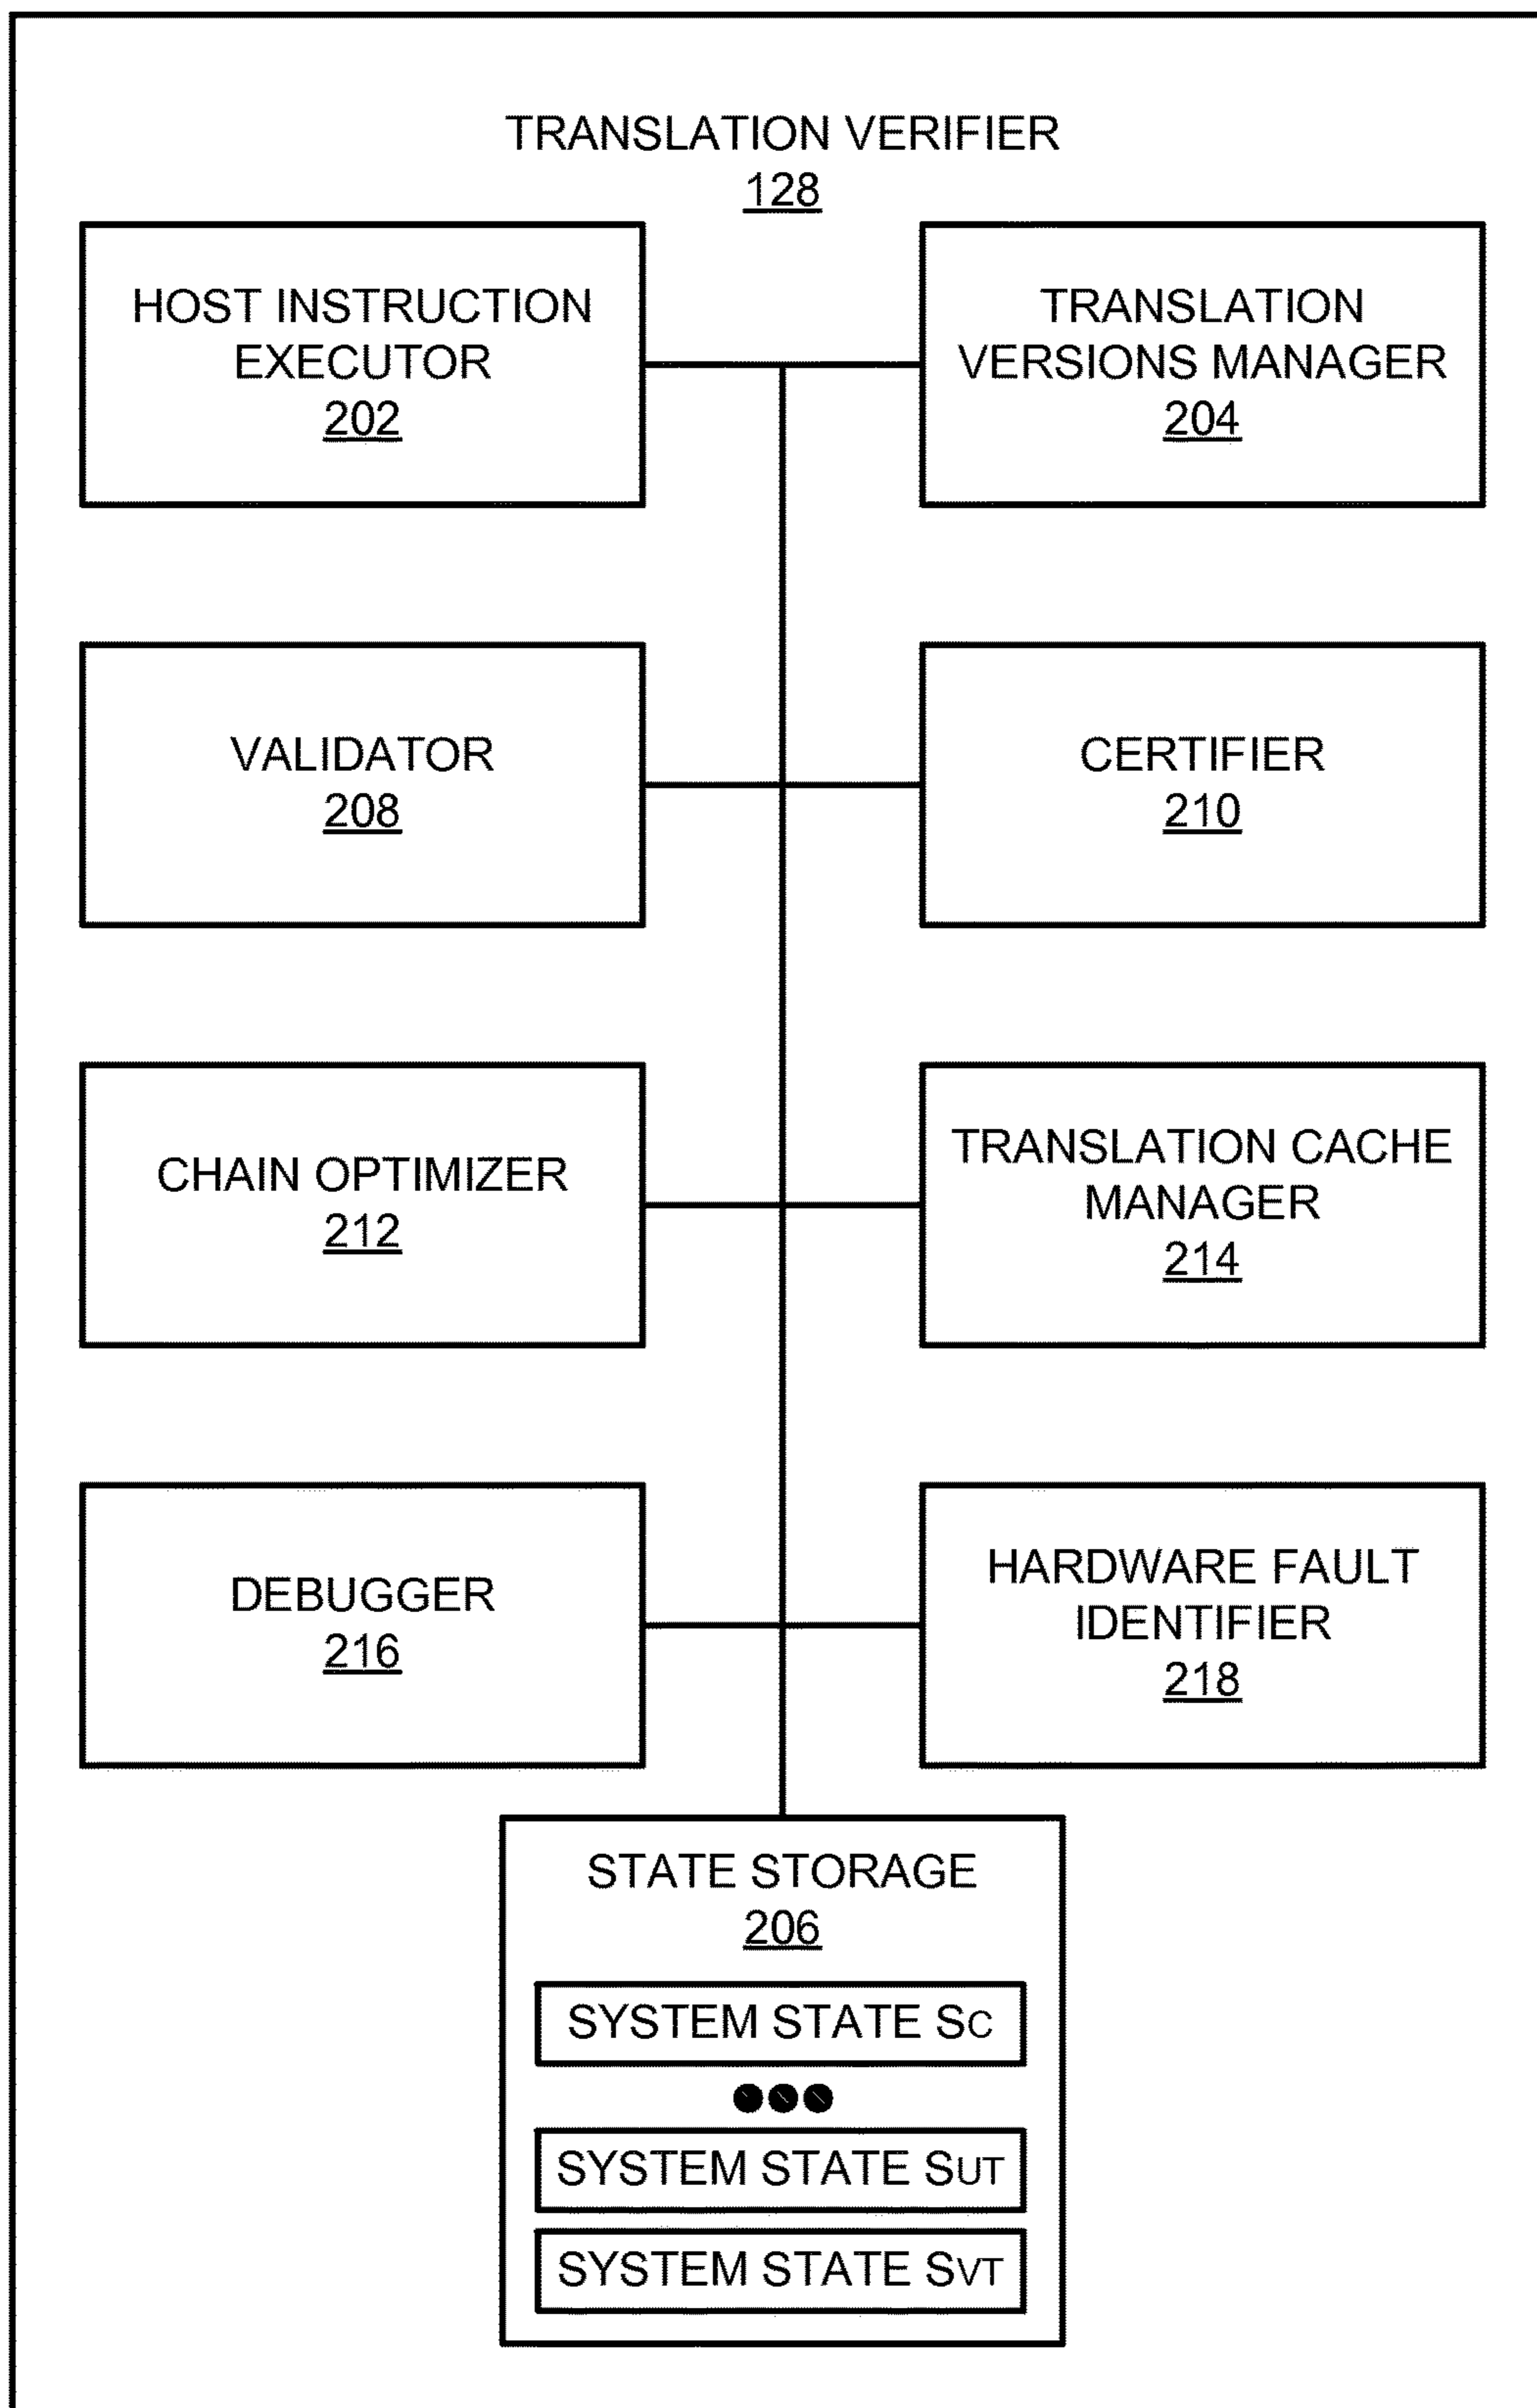 TRANSLATION VERIFIER
128
HOST INSTRUCTION
EXECUTOR
202
TRANSLATION
VERSIONS MANAGER
204
VALIDATOR
208
CERTIFIER
210
CHAIN OPTIMIZER
212
TRANSLATION CACHE
MANAGER
214
DEBUGGER
216
HARDWARE FAULT
IDENTIFIER
218
STATE STORAGE
206
SYSTEM STATE SC
SYSTEM STATE SUT
SYSTEM STATE SVT